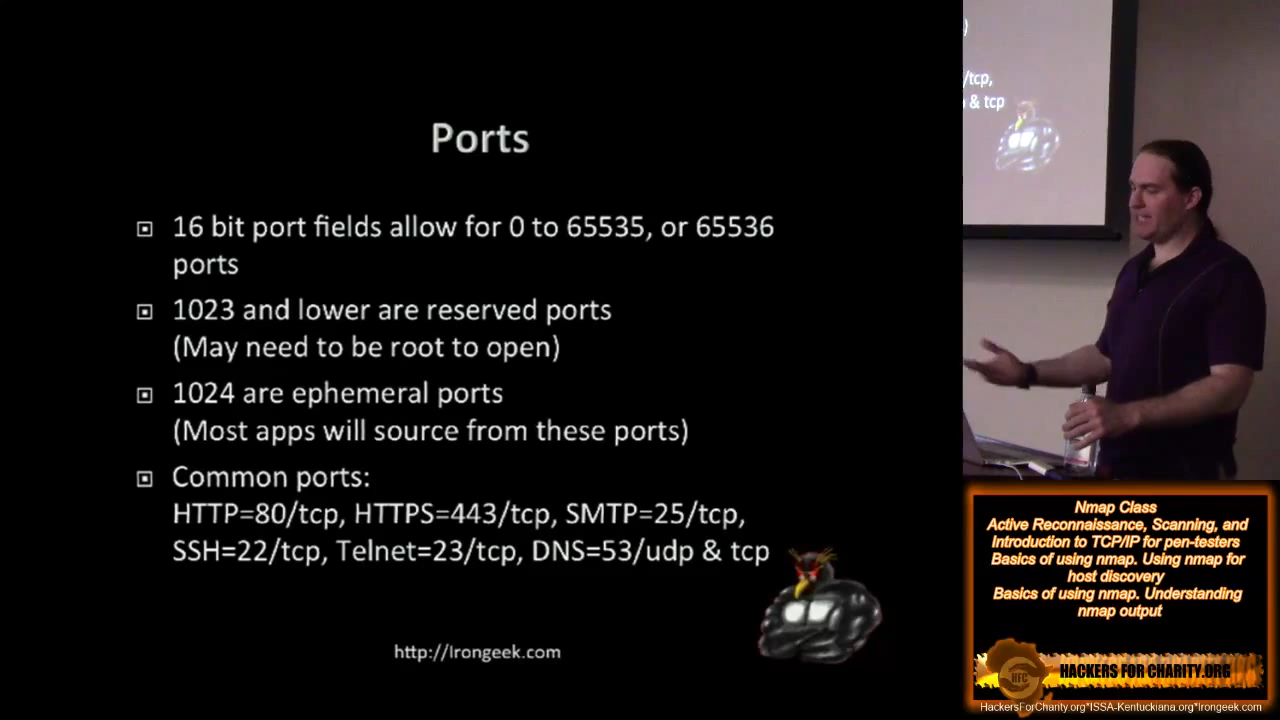 Ports
16 bit port fields allow for 0 to 65535, or 65536
ports
1023 and lower are reserved ports
(May need to be root to open)
1024 are ephemeral ports
(Most apps will source from these ports)
Common ports:
HTTP=80/tcp, HTTPS=443/tcp, SMTP=25/tcp,
SSH=22/tcp, Telnet=23/tcp, DNS=53/udp & tcp
http://Irongeek.com
)
/tcp,
& tcp
Nmap Class
Active Reconnaissance, Scanning, and
Introduction to TCP/IP for pen-testers
Basics of using nmap. Using nmap for
host discovery
Basics of using nmap. Understanding
nmap output
HFC
HACKERS FOR CHARITY.ORG
HackersForCharity.org*ISSA-Kentuckiana.org*Irongeek.com